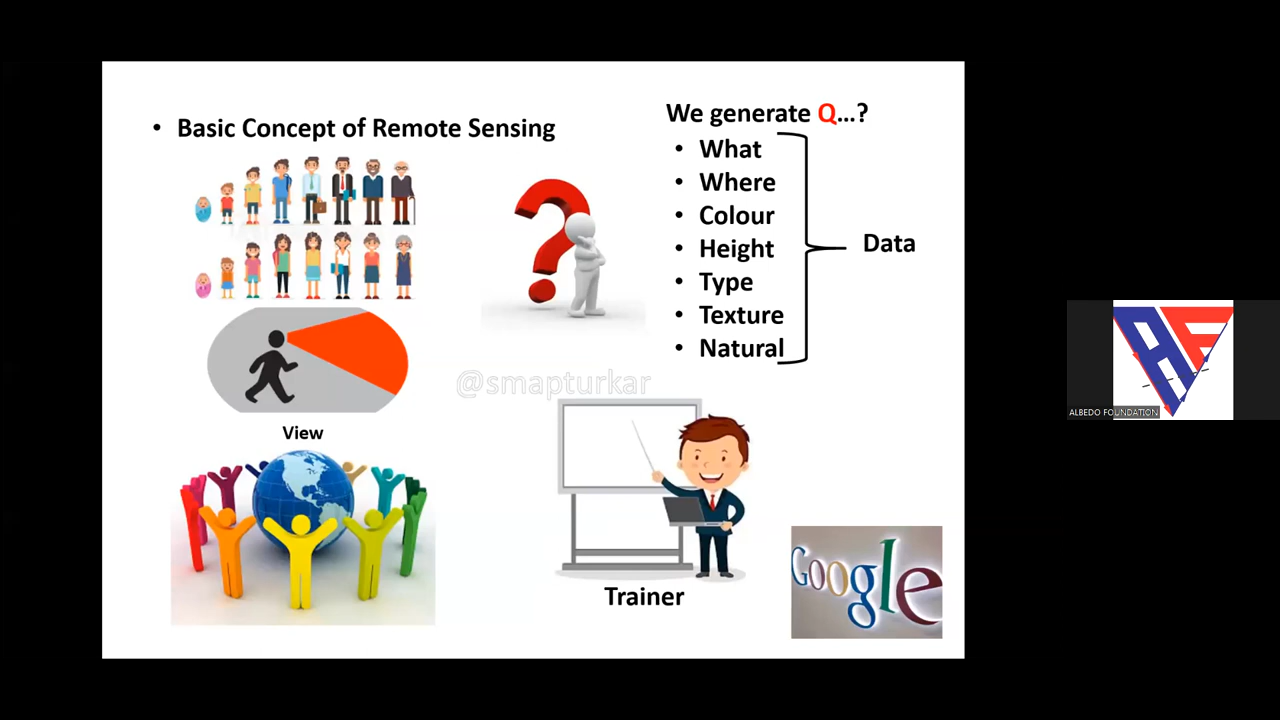 • Basic Concept of Remote Sensing
We generate Q...?
• What
• Where
• Colour
• Height
• Type
• Texture
• Natural
Data
@smapturkar
View
Trainer
Google
AF
ALBEDO FOUNDATION